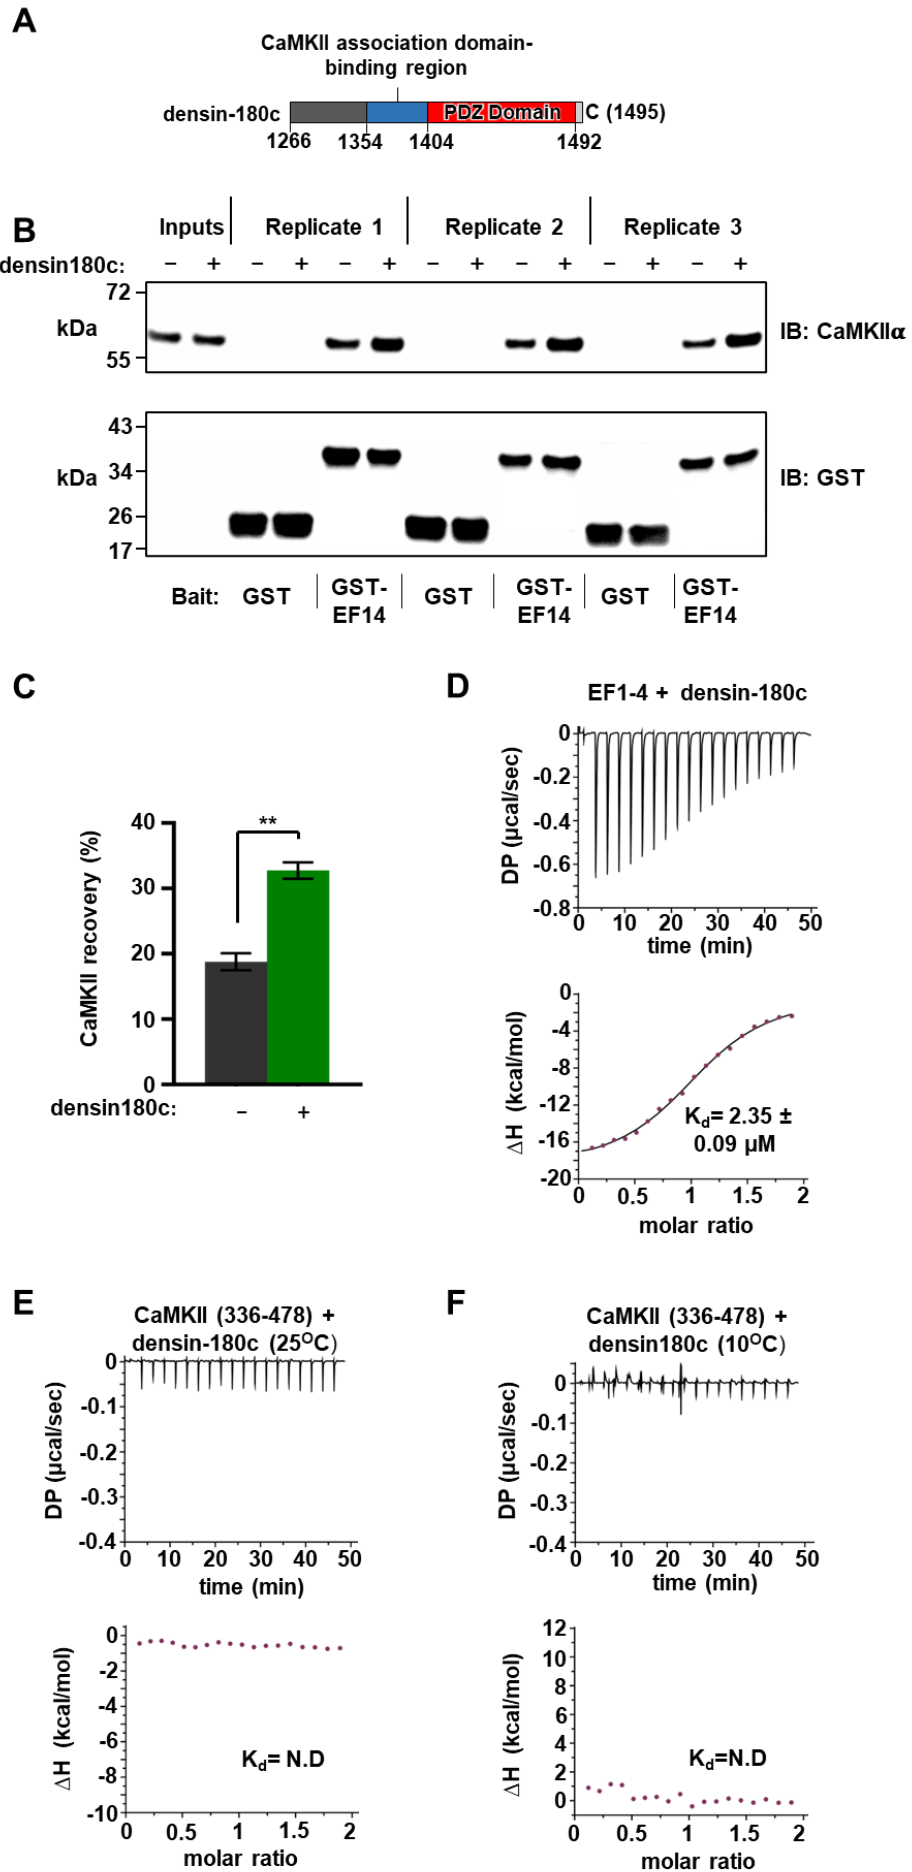 A
CaMKII association domain-
binding region
densin-180c
PDZ Domain
C (1495)
1266 1354 1404 1492
B
Inputs Replicate 1 Replicate 2 Replicate 3
densin180c: − + − + − + − + − + − + − +
72
kDa
55
IB: CaMKIIα
43
kDa
34
26
17
IB: GST
Bait: GST GST-EF14 GST GST-EF14 GST GST-EF14
C
CaMKII recovery (%)
40
30
20
10
0
**
densin180c: − +
D
EF1-4 + densin-180c
DP (μcal/sec)
0
-0.2
-0.4
-0.6
-0.8
0 10 20 30 40 50
time (min)
ΔH (kcal/mol)
0
-4
-8
-12
-16
-20
Kd= 2.35 ±
0.09 μM
0 0.5 1 1.5 2
molar ratio
E
CaMKII (336-478) +
densin-180c (25OC)
DP (μcal/sec)
0
-0.1
-0.2
-0.3
-0.4
0 10 20 30 40 50
time (min)
ΔH (kcal/mol)
0
-2
-4
-6
-8
-10
Kd= N.D
0 0.5 1 1.5 2
molar ratio
F
CaMKII (336-478) +
densin180c (10OC)
DP (μcal/sec)
0
-0.1
-0.2
-0.3
-0.4
0 10 20 30 40 50
time (min)
ΔH (kcal/mol)
12
10
8
6
4
2
0
Kd=N.D
0 0.5 1 1.5 2
molar ratio